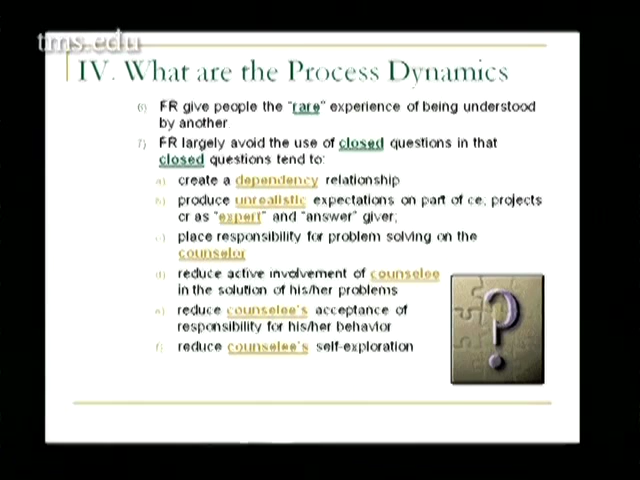 tms.edu
IV. What are the Process Dynamics
6) FR give people the "rare" experience of being understood
by another
7) FR largely avoid the use of closed questions in that
closed questions tend to:
a) create a dependency relationship
b) produce unrealistic expectations on part of ce, projects
cr as "expert" and "answer" giver;
c) place responsibility for problem solving on the
counselor
d) reduce active involvement of counselee
in the solution of his/her problems
e) reduce counselee's acceptance of
responsibility for his/her behavior
f) reduce counselee's self-exploration
?